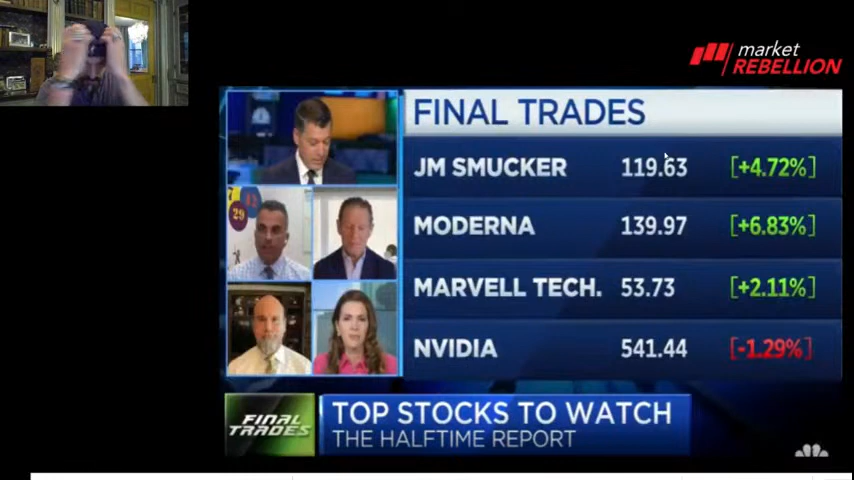 market
REBELLION
FINAL TRADES
JM SMUCKER 119.63 [+4.72%]
MODERNA 139.97 [+6.83%]
MARVELL TECH. 53.73 [+2.11%]
NVIDIA 541.44 [-1.29%]
29
FINAL
TRADES
TOP STOCKS TO WATCH
THE HALFTIME REPORT